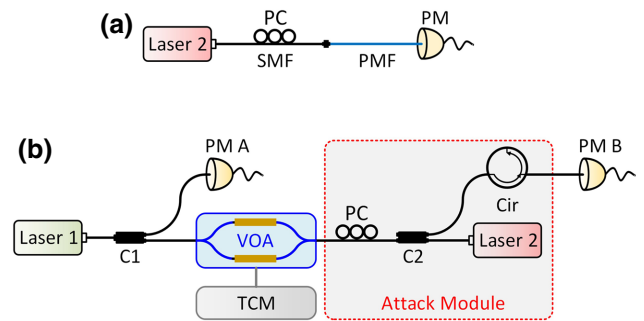 (a)
PC
PM
Laser 2
SMF
PMF
(b)
PM A
PM B
PC
Cir
Laser 1
VOA
Laser 2
C1
C2
TCM
Attack Module